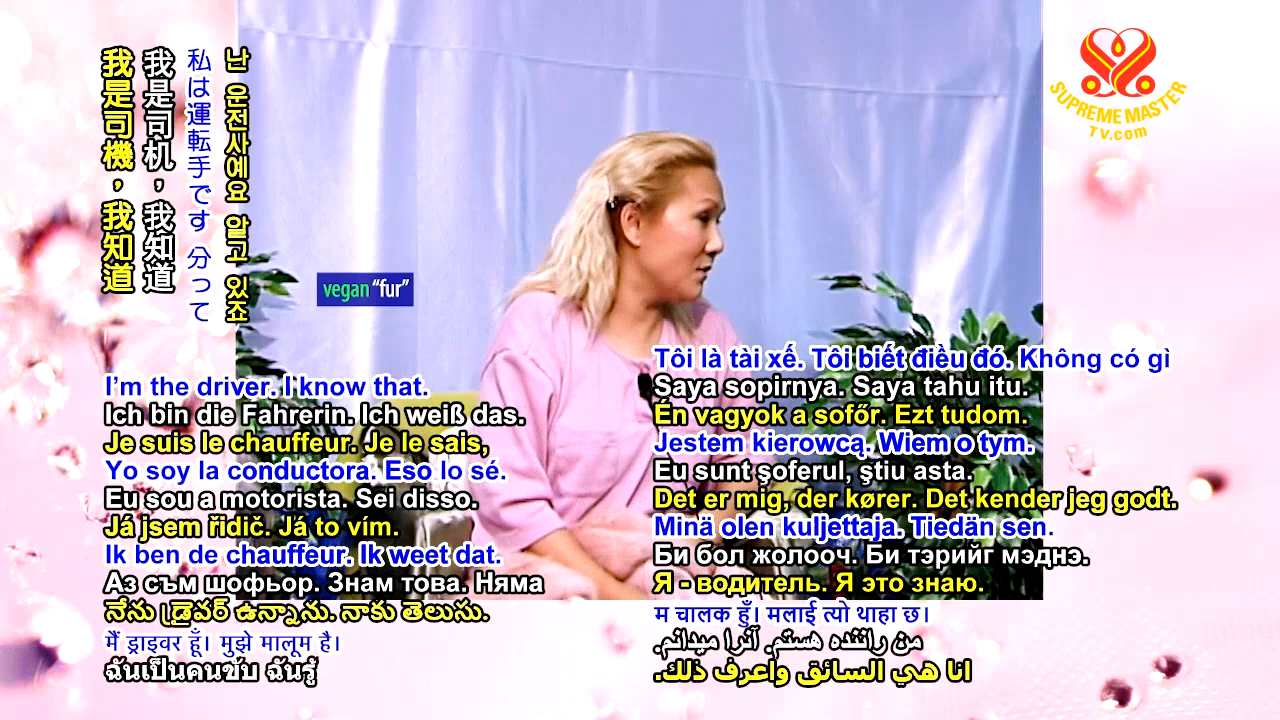 我是司機，我知道
我是司机，我知道
私は運転手です 分って
난 운전사예요 알고 있죠
SUPREME MASTER
TV.com
vegan “fur”
I’m the driver. I know that.
Ich bin die Fahrerin. Ich weiß das.
Je suis le chauffeur. Je le sais,
Yo soy la conductora. Eso lo sé.
Eu sou a motorista. Sei disso.
Já jsem řidič. Já to vím.
Ik ben de chauffeur. Ik weet dat.
Аз съм шофьор. Знам това. Няма
నేను డ్రైవర్ ఉన్నాను. నాకు తెలుసు.
मैं ड्राइवर हूँ। मुझे मालूम है।
ฉันเป็นคนขับ ฉันรู้
Tôi là tài xế. Tôi biết điều đó. Không có gì
Saya sopirnya. Saya tahu itu.
Én vagyok a sofőr. Ezt tudom.
Jestem kierowcą. Wiem o tym.
Eu sunt şoferul, ştiu asta.
Det er mig, der kører. Det kender jeg godt.
Minä olen kuljettaja. Tiedän sen.
Би бол жолооч. Би тэрийг мэднэ.
Я - водитель. Я это знаю.
म चालक हुँ। मलाई त्यो थाहा छ।
من راننده هستم. آنرا میدانم.
انا هي السائق واعرف ذلك.